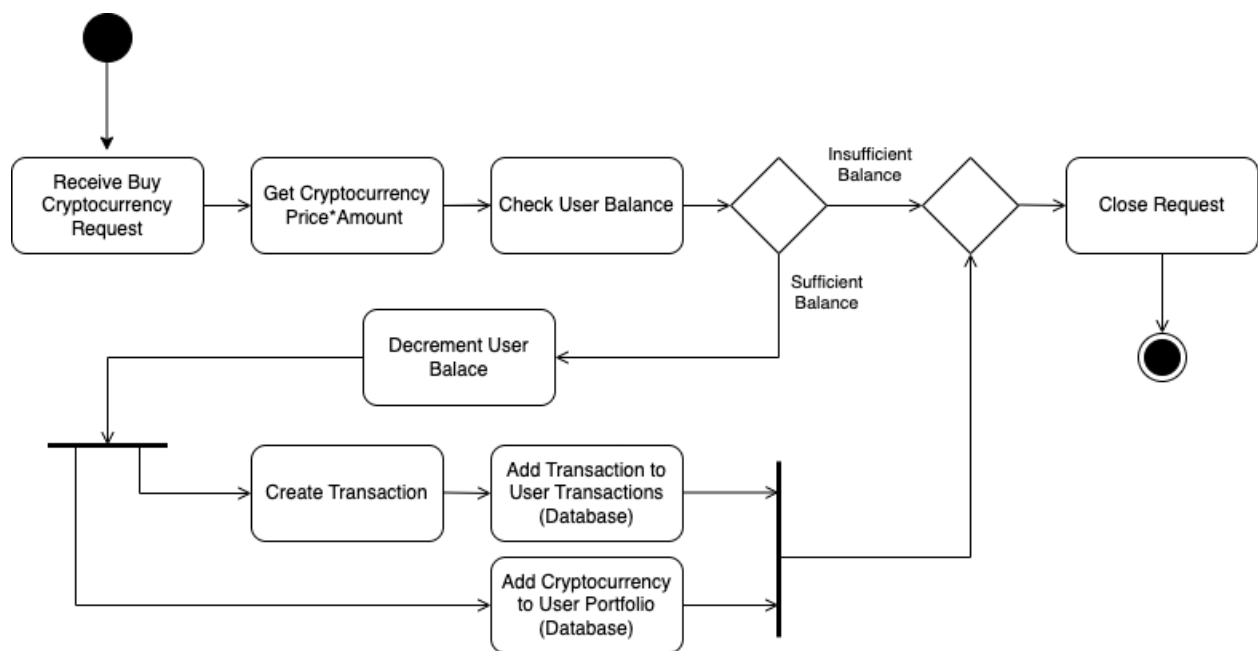 Receive Buy
Cryptocurrency
Request
Get Cryptocurrency
Price*Amount
Check User Balance
Insufficient
Balance
Close Request
Sufficient
Balance
Decrement User
Balace
Create Transaction
Add Transaction to
User Transactions
(Database)
Add Cryptocurrency
to User Portfolio
(Database)